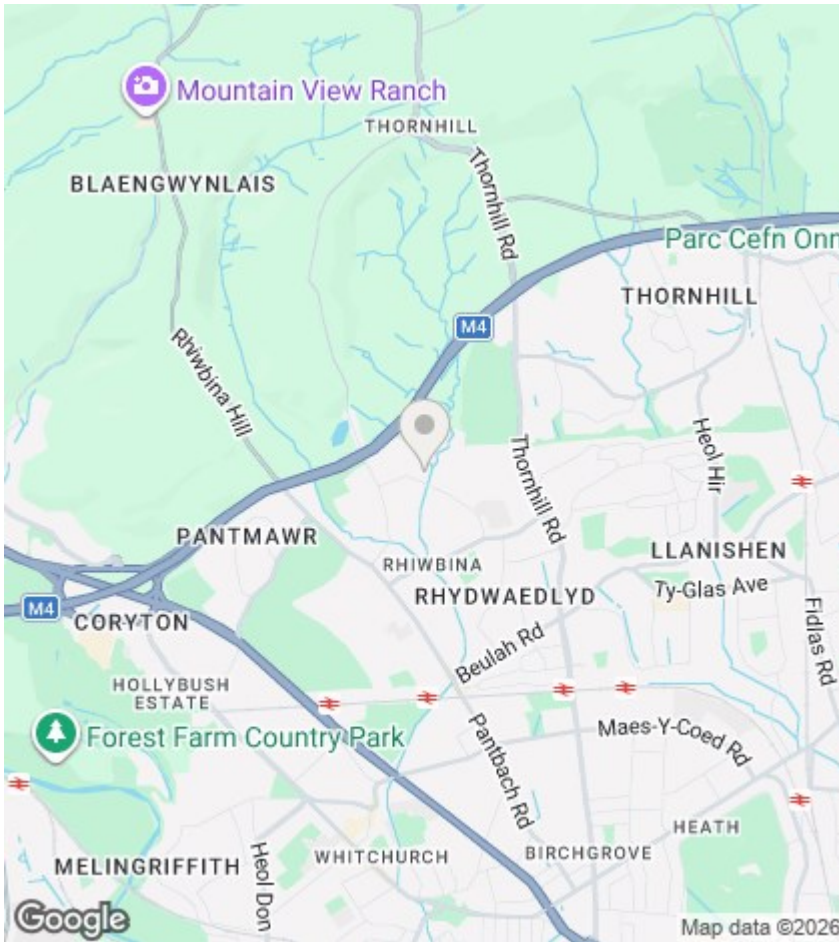 Mountain View Ranch
THORNHILL
BLAENGWYNLAIS
Thornhill Rd
Parc Cefn Onn
THORNHILL
M4
Rhiwbina Hill
Heol Hir
Thornhill Rd
PANTMAWR
RHIWBINA
LLANISHEN
RHYDWAEDLYD
Ty-Glas Ave
M4
CORYTON
Fidlas Rd
Beulah Rd
HOLLYBUSH
ESTATE
Forest Farm Country Park
Pantbach Rd
Maes-Y-Coed Rd
HEATH
MELINGRIFFITH
Heol Don
WHITCHURCH
BIRCHGROVE
Google
Map data ©2026